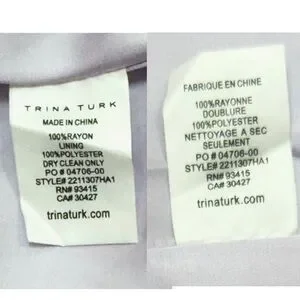 TRINA TURK
MADE IN CHINA
100%RAYON
LINING
100%POLYESTER
DRY CLEAN ONLY
PO # 04706-00
STYLE# 2211307HA1
RN# 93415
CA# 30427
trinaturk.com
FABRIQUE EN CHINE
100%RAYONNE
DOUBLURE
100%POLYESTER
NETTOYAGE A SEC
SEULEMENT
PO # 04706-00
STYLE# 2211307HA1
RN# 93415
CA# 30427
trinaturk.com